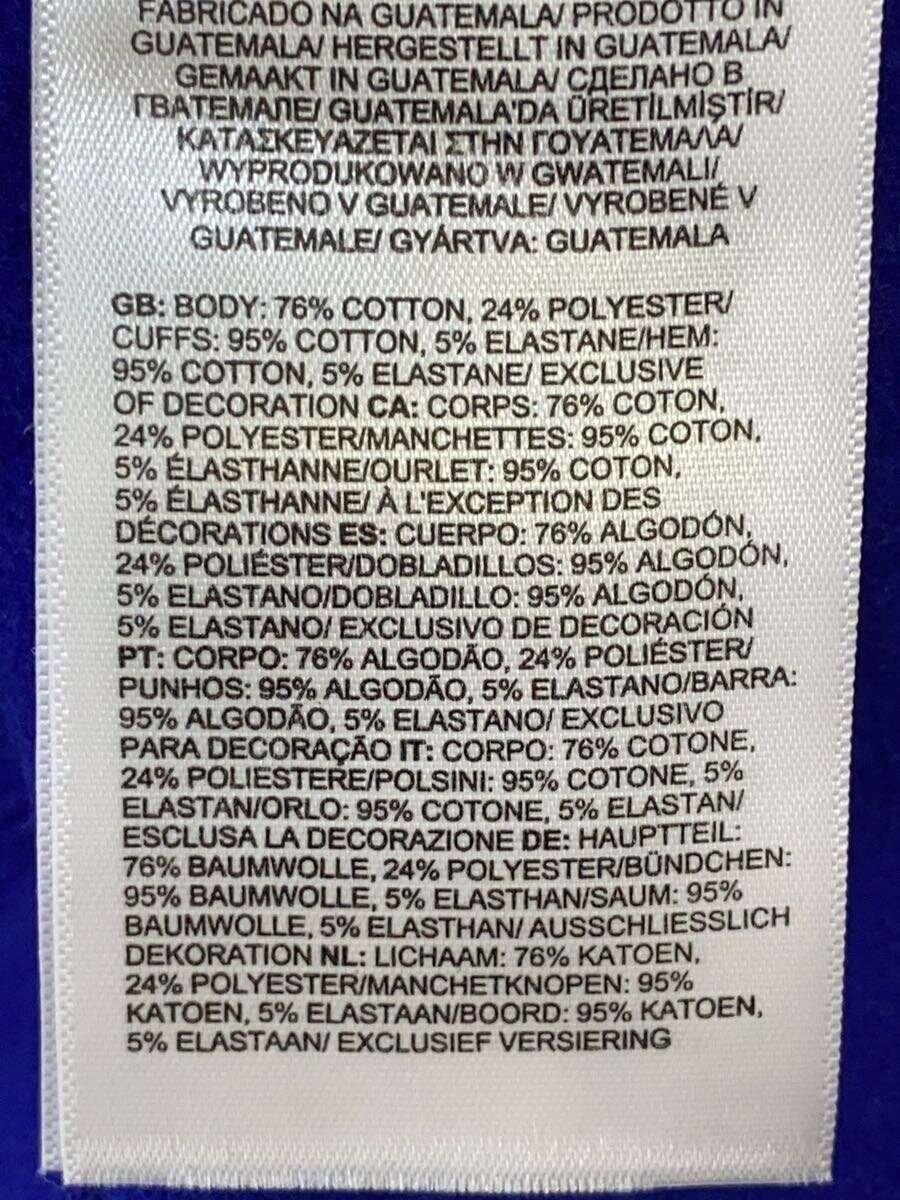 FABRICADO NA GUATEMALA/ PRODOTTO IN
GUATEMALA/ HERGESTELLT IN GUATEMALA/
GEMAAKT IN GUATEMALA/ СДЕЛАНО В
ГВАТЕМАЛЕ/ GUATEMALA'DA ÜRETİLMİŞTİR/
ΚΑΤΑΣΚΕΥΑΖΕΤΑΙ ΣΤΗΝ ΓΟΥΑΤΕΜΑΛΑ/
WYPRODUKOWANO W GWATEMALI/
VYROBENO V GUATEMALE/ VYROBENÉ V
GUATEMALE/ GYÁRTVA: GUATEMALA
GB: BODY: 76% COTTON, 24% POLYESTER/
CUFFS: 95% COTTON, 5% ELASTANE/HEM:
95% COTTON, 5% ELASTANE/ EXCLUSIVE
OF DECORATION CA: CORPS: 76% COTON,
24% POLYESTER/MANCHETTES: 95% COTON,
5% ÉLASTHANNE/OURLET: 95% COTON,
5% ÉLASTHANNE/ À L'EXCEPTION DES
DÉCORATIONS ES: CUERPO: 76% ALGODÓN,
24% POLIÉSTER/DOBLADILLOS: 95% ALGODÓN,
5% ELASTANO/DOBLADILLO: 95% ALGODÓN,
5% ELASTANO/ EXCLUSIVO DE DECORACIÓN
PT: CORPO: 76% ALGODÃO, 24% POLIÉSTER/
PUNHOS: 95% ALGODÃO, 5% ELASTANO/BARRA:
95% ALGODÃO, 5% ELASTANO/ EXCLUSIVO
PARA DECORAÇÃO IT: CORPO: 76% COTONE,
24% POLIESTERE/POLSINI: 95% COTONE, 5%
ELASTAN/ORLO: 95% COTONE, 5% ELASTAN/
ESCLUSA LA DECORAZIONE DE: HAUPTTEIL:
76% BAUMWOLLE, 24% POLYESTER/BÜNDCHEN:
95% BAUMWOLLE, 5% ELASTHAN/SAUM: 95%
BAUMWOLLE, 5% ELASTHAN/ AUSSCHLIESSLICH
DEKORATION NL: LICHAAM: 76% KATOEN,
24% POLYESTER/MANCHETKNOPEN: 95%
KATOEN, 5% ELASTAAN/BOORD: 95% KATOEN,
5% ELASTAAN/ EXCLUSIEF VERSIERING